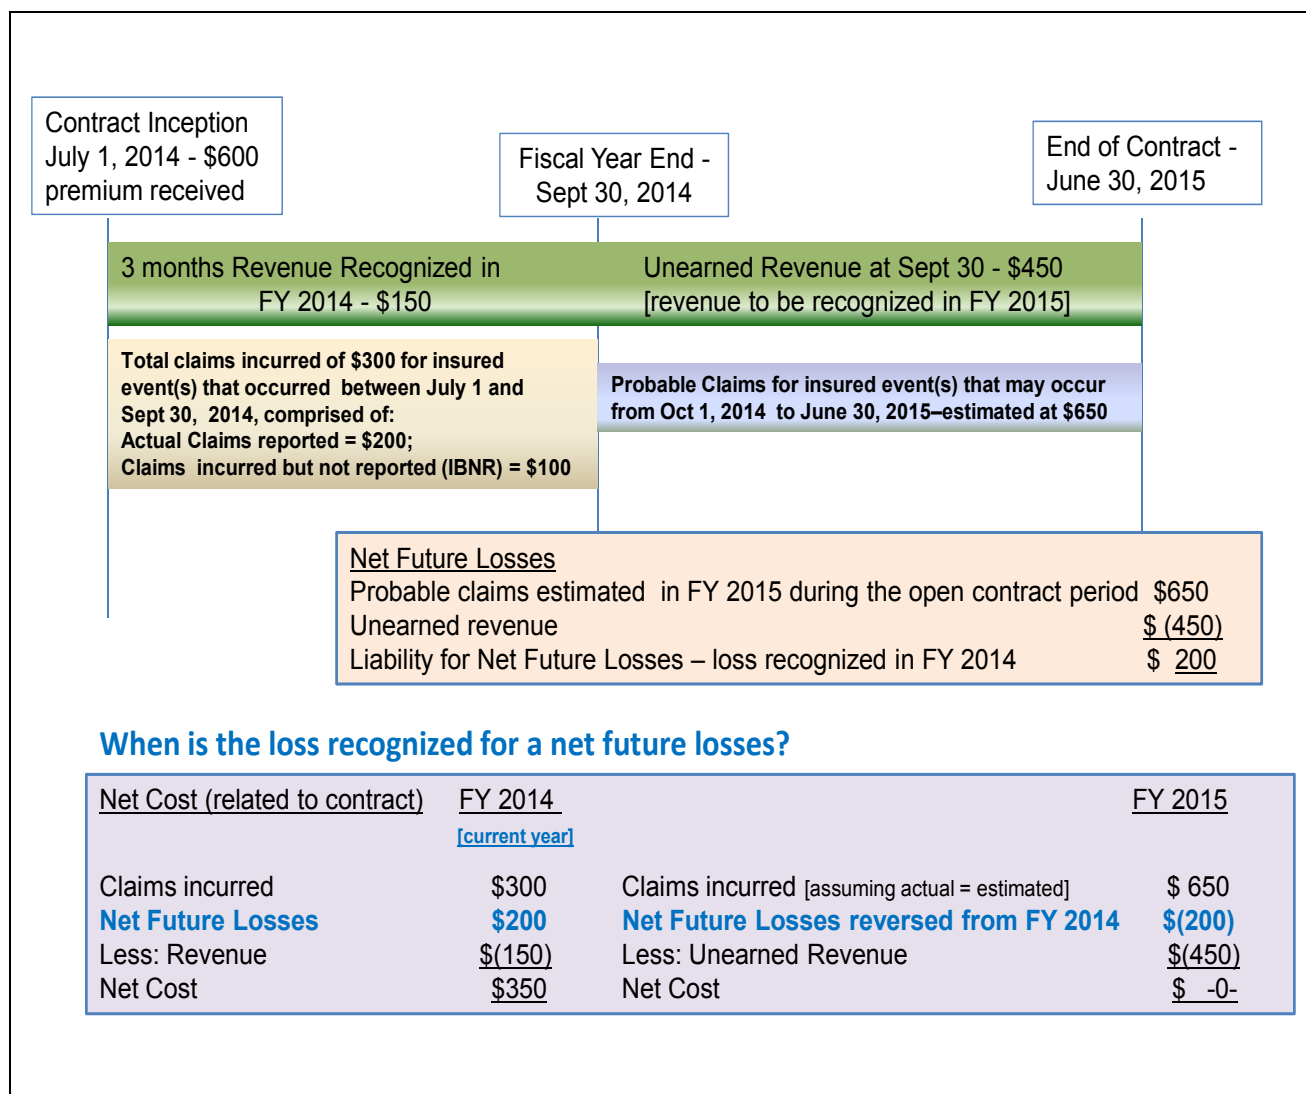 Contract Inception
July 1, 2014 - $600
premium received
Fiscal Year End -
Sept 30, 2014
End of Contract -
June 30, 2015
3 months Revenue Recognized in
FY 2014 - $150
Unearned Revenue at Sept 30 - $450
[revenue to be recognized in FY 2015]
Total claims incurred of $300 for insured
event(s) that occurred between July 1 and
Sept 30, 2014, comprised of:
Actual Claims reported = $200;
Claims incurred but not reported (IBNR) = $100
Probable Claims for insured event(s) that may occur
from Oct 1, 2014 to June 30, 2015–estimated at $650
Net Future Losses
Probable claims estimated in FY 2015 during the open contract period $650
Unearned revenue $ (450)
Liability for Net Future Losses – loss recognized in FY 2014 $ 200
When is the loss recognized for a net future losses?
Net Cost (related to contract) FY 2014 FY 2015
[current year]
Claims incurred $300 Claims incurred [assuming actual = estimated] $ 650
Net Future Losses $200 Net Future Losses reversed from FY 2014 $(200)
Less: Revenue $(150) Less: Unearned Revenue $(450)
Net Cost $350 Net Cost $ -0-